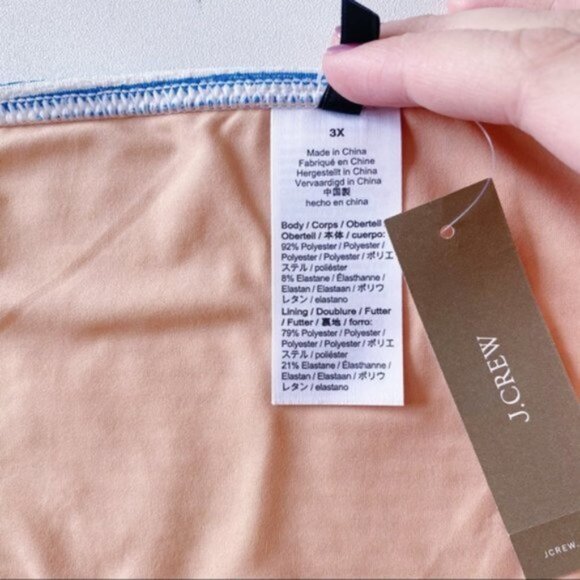 3X
Made in China
Fabriqué en Chine
Hergestellt in China
Vervaardigd in China
中国製
hecho en china
Body / Corps / Obertell /
Obertell / 本体 / cuerpo:
92% Polyester / Polyester /
Polyester / Polyester / ポリエ
ステル / poliéster
8% Elastane / Élasthanne /
Elastan / Elastaan / ポリウ
レタン / elastano
Lining / Doublure / Futter
/ Futter / 裏地 / forro:
79% Polyester / Polyester /
Polyester / Polyester / ポリエ
ステル / poliéster
21% Elastane / Élasthanne /
Elastan / Elastaan / ポリウ
レタン / elastano
J.CREW
JCREW.